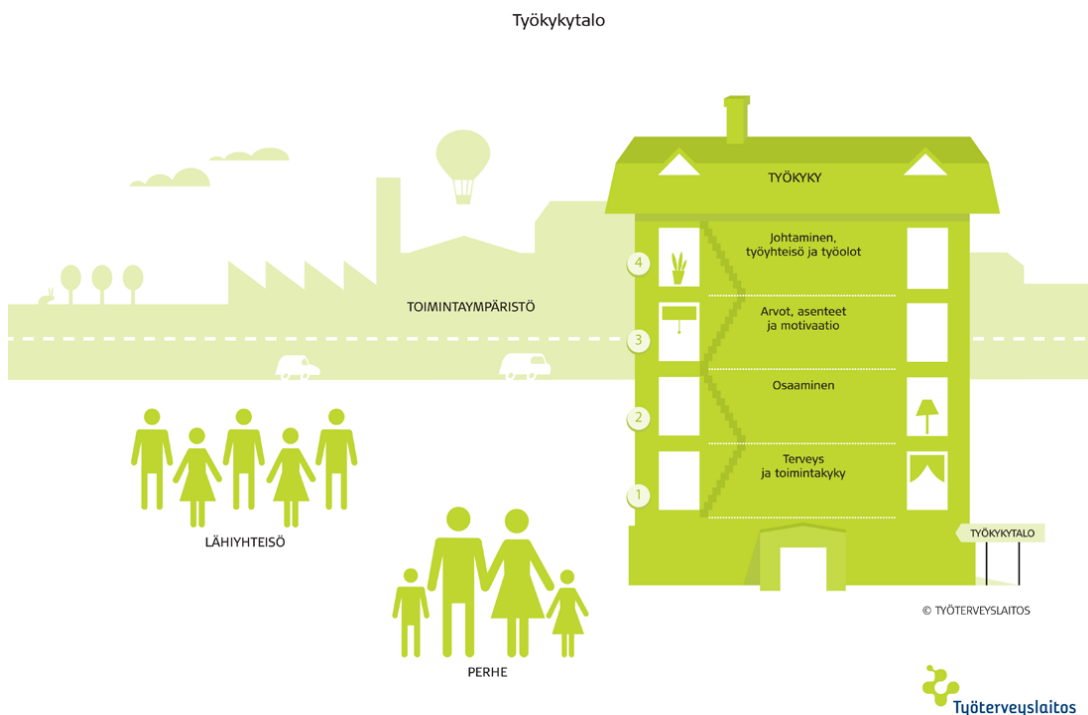 Työkykytalo
TYÖKYKY
4
Johtaminen,
työyhteisö ja työolot
TOIMINTAYMPÄRISTÖ
3
Arvot, asenteet
ja motivaatio
2
Osaaminen
1
Terveys
ja toimintakyky
LÄHIYHTEISÖ
TYÖKYKYTALO
PERHE
© TYÖTERVEYSLAITOS
Työterveyslaitos